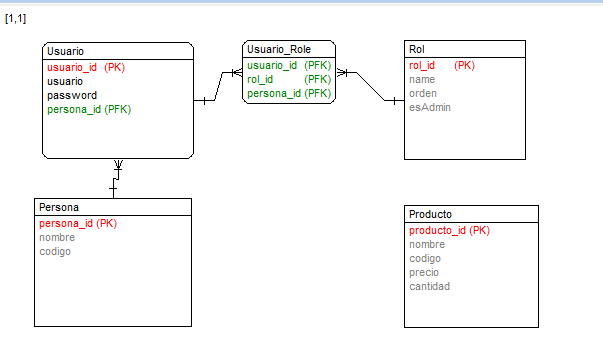 [1,1]
Usuario
usuario_id (PK)
usuario
password
persona_id (PFK)
Usuario_Role
usuario_id (PFK)
rol_id (PFK)
persona_id (PFK)
Rol
rol_id (PK)
name
orden
esAdmin
Persona
persona_id (PK)
nombre
codigo
Producto
producto_id (PK)
nombre
codigo
precio
cantidad